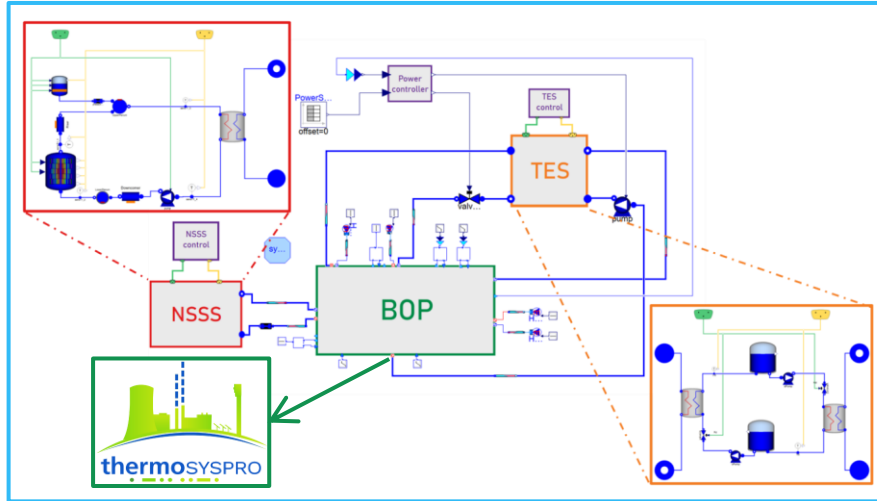 PowerS...
offset=0
Power
controller
TES
control
TES
valv...
pump
NSSS
control
sy...
NSSS
BOP
thermoSYSPRO